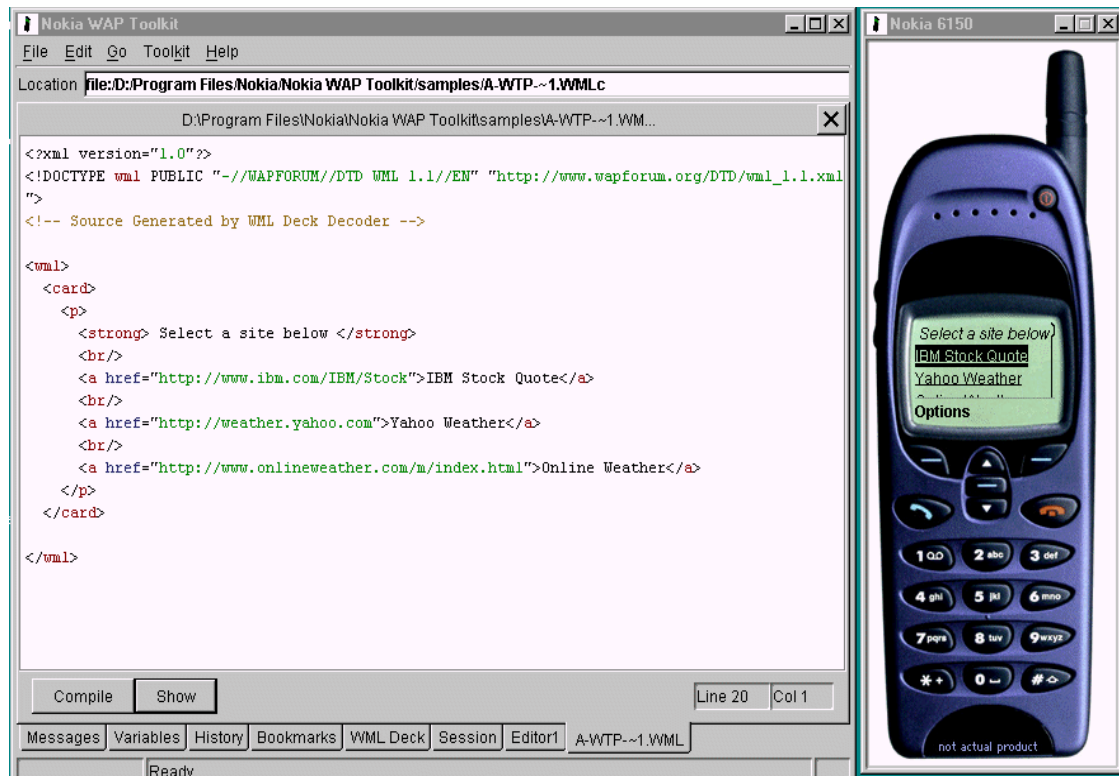 Nokia WAP Toolkit
File Edit Go Toolkit Help
Location file:/D:/Program Files/Nokia/Nokia WAP Toolkit/samples/A-WTP-~1.WMLc
D:\Program Files\Nokia\Nokia WAP Toolkit\samples\A-WTP-~1.WM...
<?xml version="1.0"?>
<!DOCTYPE wml PUBLIC "-//WAPFORUM//DTD WML 1.1//EN" "http://www.wapforum.org/DTD/wml_1.1.xml
">
<!-- Source Generated by WML Deck Decoder -->
<wml>
<card>
<p>
<strong> Select a site below </strong>
<br/>
<a href="http://www.ibm.com/IBM/Stock">IBM Stock Quote</a>
<br/>
<a href="http://weather.yahoo.com">Yahoo Weather</a>
<br/>
<a href="http://www.onlineweather.com/m/index.html">Online Weather</a>
</p>
</card>
</wml>
Compile Show Line 20 Col 1
Messages Variables History Bookmarks WML Deck Session Editor1 A-WTP-~1.WML
Ready
Nokia 6150
Select a site below
IBM Stock Quote
Yahoo Weather
Options
1 2 abc 3 def
4 ghi 5 jkl 6 mno
7 pqrs 8 tuv 9 wxyz
* + 0 #
not actual product